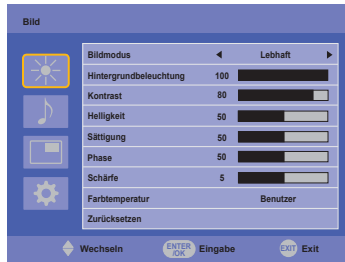 Bild
Bildmodus Lebhaft
Hintergrundbeleuchtung 100
Kontrast 80
Helligkeit 50
Sättigung 50
Phase 50
Schärfe 5
Farbtemperatur Benutzer
Zurücksetzen
Wechseln ENTER /OK Eingabe EXIT Exit